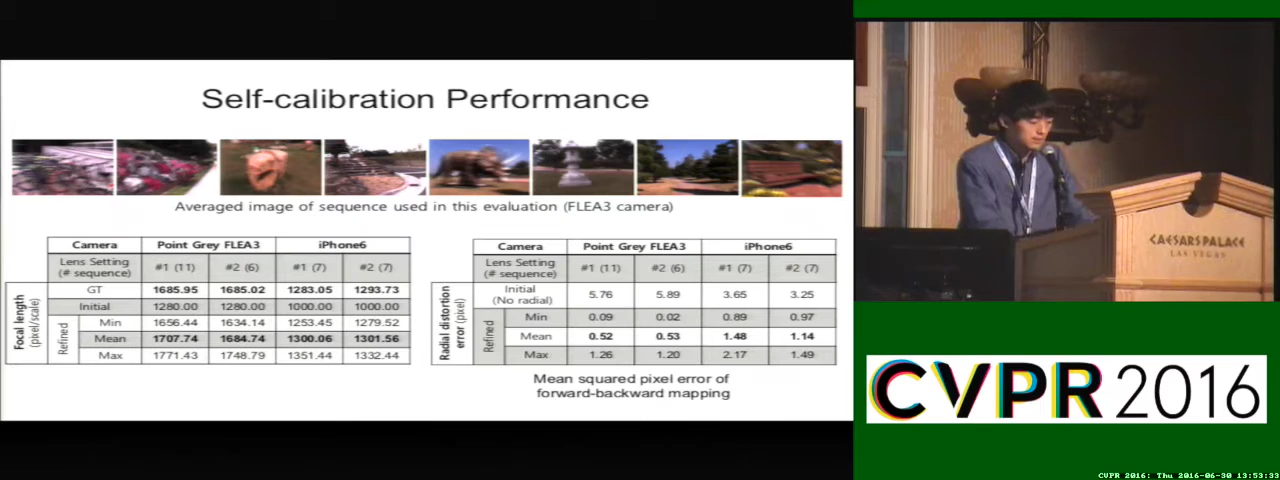 Self-calibration Performance
Averaged image of sequence used in this evaluation (FLEA3 camera)
Camera Point Grey FLEA3 iPhone6
Lens Setting (# sequence) #1 (11) #2 (6) #1 (7) #2 (7)
Focal length (pixel/scale)
GT 1685.95 1685.02 1283.05 1293.73
Initial 1280.00 1280.00 1000.00 1000.00
Refined
Min 1656.44 1634.14 1253.45 1279.52
Mean 1707.74 1684.74 1300.06 1301.56
Max 1771.43 1748.79 1351.44 1332.44
Camera Point Grey FLEA3 iPhone6
Lens Setting (# sequence) #1 (11) #2 (6) #1 (7) #2 (7)
Radial distortion error (pixel)
Initial (No radial) 5.76 5.89 3.65 3.25
Refined
Min 0.09 0.02 0.89 0.97
Mean 0.52 0.53 1.48 1.14
Max 1.26 1.20 2.17 1.49
Mean squared pixel error of
forward-backward mapping
CAESARS PALACE
LAS VEGAS
CVPR 2016
CVPR 2016: Thu 2016-06-30 13:53:33